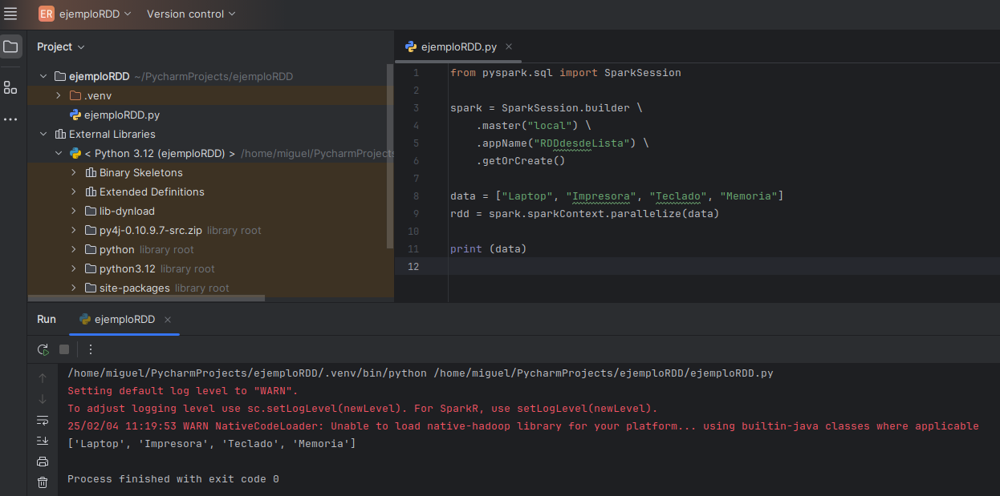 ER ejemploRDD Version control
Project
ejemploRDD ~/PycharmProjects/ejemploRDD
.venv
ejemploRDD.py
External Libraries
< Python 3.12 (ejemploRDD) > /home/miguel/PycharmProjects
Binary Skeletons
Extended Definitions
lib-dynload
py4j-0.10.9.7-src.zip library root
python library root
python3.12 library root
site-packages library root
ejemploRDD.py
1 from pyspark.sql import SparkSession
2
3 spark = SparkSession.builder \
4 .master("local") \
5 .appName("RDDdesdeLista") \
6 .getOrCreate()
7
8 data = ["Laptop", "Impresora", "Teclado", "Memoria"]
9 rdd = spark.sparkContext.parallelize(data)
10
11 print (data)
12
Run ejemploRDD
/home/miguel/PycharmProjects/ejemploRDD/.venv/bin/python /home/miguel/PycharmProjects/ejemploRDD/ejemploRDD.py
Setting default log level to "WARN".
To adjust logging level use sc.setLogLevel(newLevel). For SparkR, use setLogLevel(newLevel).
25/02/04 11:19:53 WARN NativeCodeLoader: Unable to load native-hadoop library for your platform... using builtin-java classes where applicable
['Laptop', 'Impresora', 'Teclado', 'Memoria']
Process finished with exit code 0